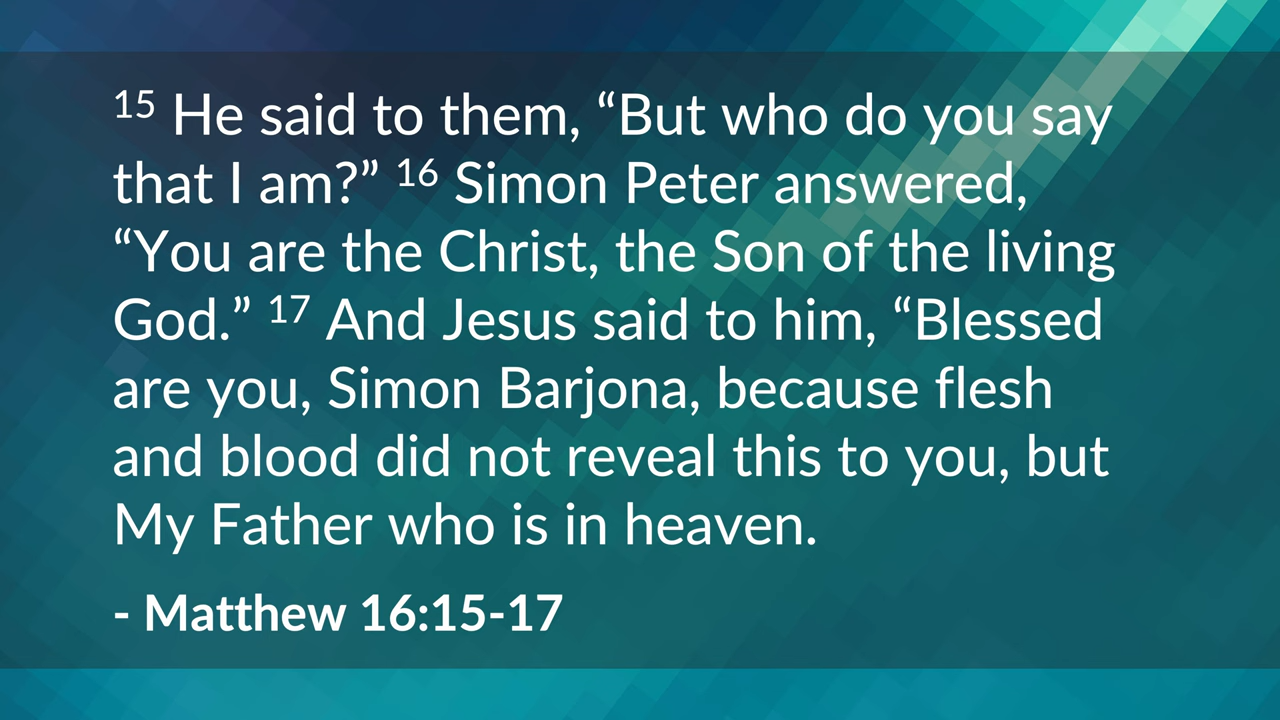 15 He said to them, “But who do you say
that I am?” 16 Simon Peter answered,
“You are the Christ, the Son of the living
God.” 17 And Jesus said to him, “Blessed
are you, Simon Barjona, because flesh
and blood did not reveal this to you, but
My Father who is in heaven.
- Matthew 16:15-17